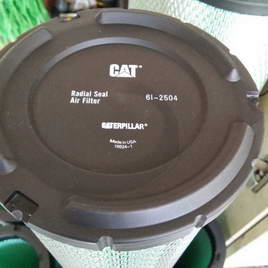 CAT
Radial Seal
Air Filter
6I-2504
CATERPILLAR®
Made in USA